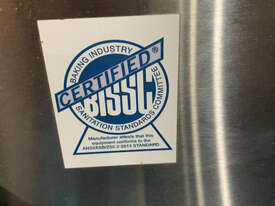 BAKING INDUSTRY
CERTIFIED®
BISSC
SANITATION STANDARDS COMMITTEE
Manufacturer attests that this
equipment conforms to the
STANDARD